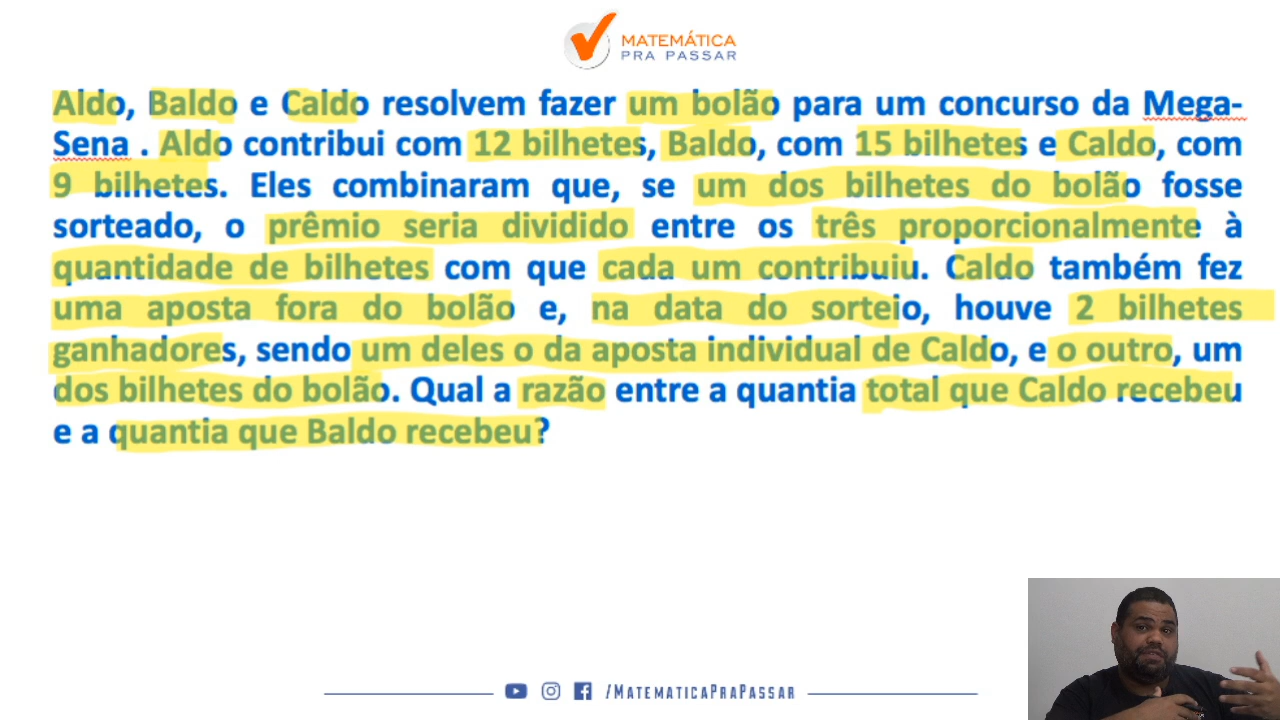 MATEMÁTICA
PRA PASSAR
Aldo, Baldo e Caldo resolvem fazer um bolão para um concurso da Mega-
Sena . Aldo contribui com 12 bilhetes, Baldo, com 15 bilhetes e Caldo, com
9 bilhetes. Eles combinaram que, se um dos bilhetes do bolão fosse
sorteado, o prêmio seria dividido entre os três proporcionalmente à
quantidade de bilhetes com que cada um contribuiu. Caldo também fez
uma aposta fora do bolão e, na data do sorteio, houve 2 bilhetes
ganhadores, sendo um deles o da aposta individual de Caldo, e o outro, um
dos bilhetes do bolão. Qual a razão entre a quantia total que Caldo recebeu
e a quantia que Baldo recebeu?
/MATEMATICAPRAPASSAR